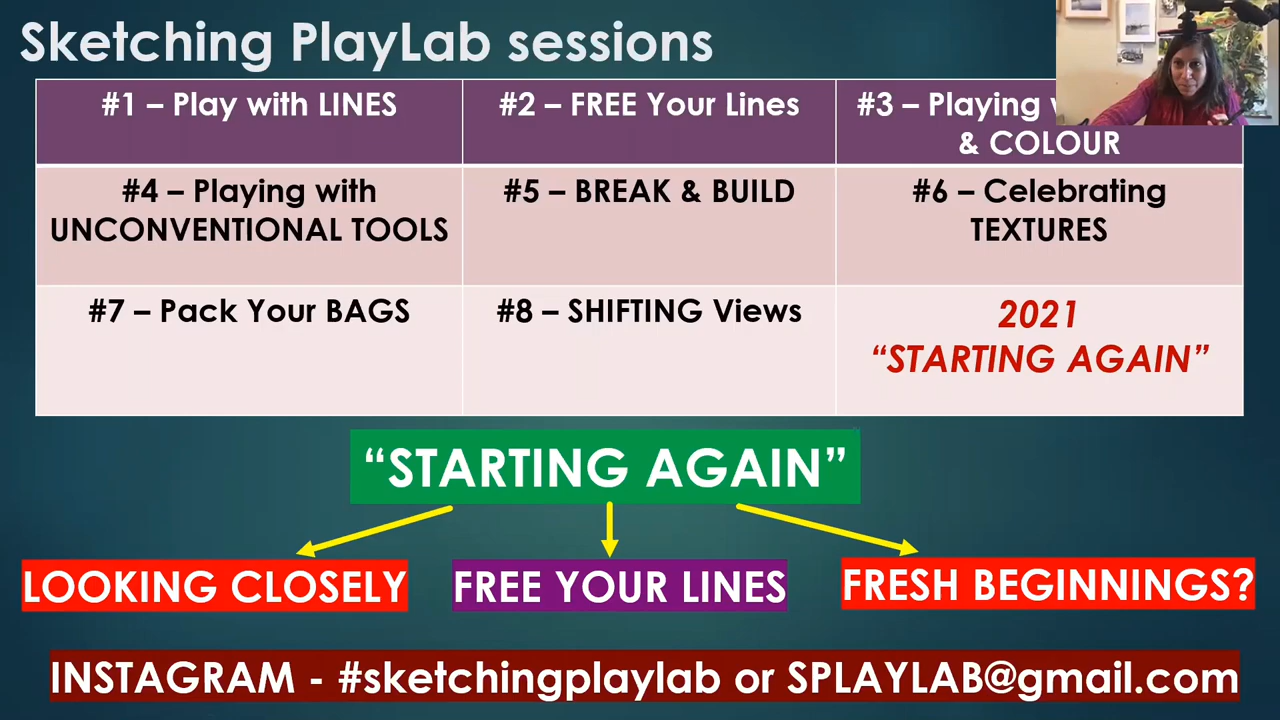 Sketching PlayLab sessions
#1 – Play with LINES
#2 – FREE Your Lines
#3 – Playing
& COLOUR
#4 – Playing with
UNCONVENTIONAL TOOLS
#5 – BREAK & BUILD
#6 – Celebrating
TEXTURES
#7 – Pack Your BAGS
#8 – SHIFTING Views
2021
“STARTING AGAIN”
“STARTING AGAIN”
LOOKING CLOSELY
FREE YOUR LINES
FRESH BEGINNINGS?
INSTAGRAM - #sketchingplaylab or SPLAYLAB@gmail.com